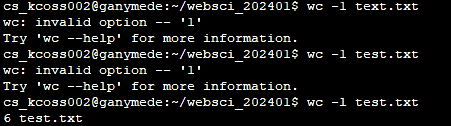 cs_kcoss002@ganymede:~/websci_202401$ wc -1 text.txt
wc: invalid option -- '1'
Try 'wc --help' for more information.
cs_kcoss002@ganymede:~/websci_202401$ wc -1 test.txt
wc: invalid option -- '1'
Try 'wc --help' for more information.
cs_kcoss002@ganymede:~/websci_202401$ wc -l test.txt
6 test.txt